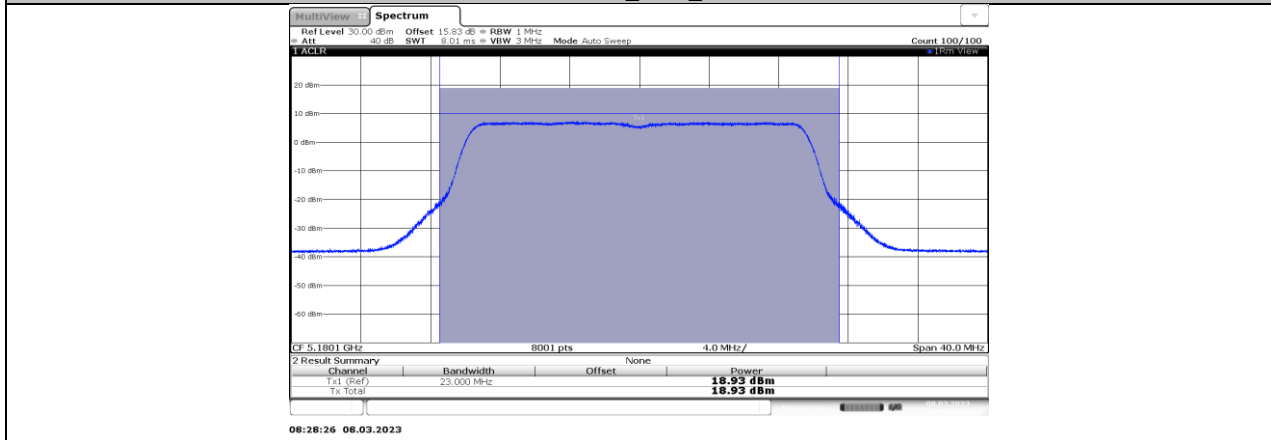 MultiView Spectrum
Ref Level 30.00 dBm Offset 15.83 dB RBW 1 MHz
Att 40 dB SWT 8.01 ms VBW 3 MHz Mode Auto Sweep Count 100/100
1 ACLR 1Rm View
20 dBm
Tx1
10 dBm
0 dBm
-10 dBm
-20 dBm
-30 dBm
-40 dBm
-50 dBm
-60 dBm
CF 5.1801 GHz 8001 pts 4.0 MHz/ Span 40.0 MHz
2 Result Summary None
Channel Bandwidth Offset Power
Tx1 (Ref) 23.000 MHz 18.93 dBm
Tx Total 18.93 dBm
08.03.2023
08:28:26 08.03.2023